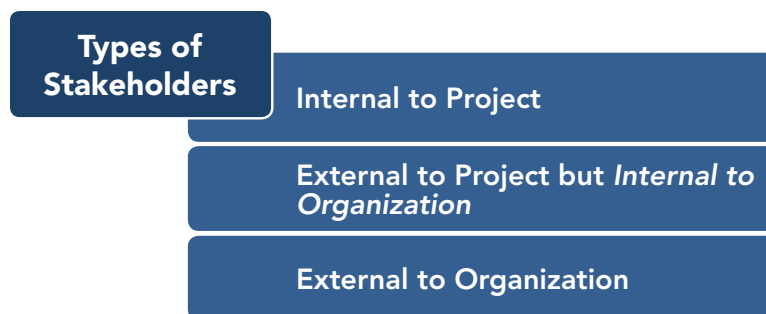 Types of
Stakeholders
Internal to Project
External to Project but Internal to
Organization
External to Organization